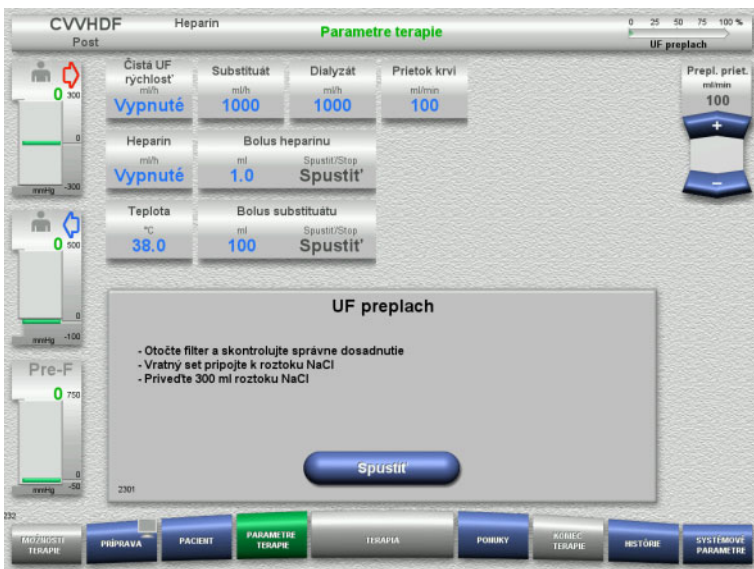 CVVHDF
Heparin
Post
Parametre terapie
0 25 50 75 100 %
UF preplach
0
300
0
-300
mmHg
Čistá UF
rýchlosť
ml/h
Vypnuté
Substituát
ml/h
1000
Dialyzát
ml/h
1000
Prietok krvi
ml/min
100
Prepl. priet.
ml/min
100
+
−
Heparin
ml/h
Vypnuté
Bolus heparinu
ml Spustiť/Stop
1.0 Spustiť
0
500
0
-100
mmHg
Teplota
°C
38.0
Bolus substituátu
ml Spustiť/Stop
100 Spustiť
Pre-F
0
750
0
-50
mmHg
UF preplach
- Otočte filter a skontrolujte správne dosadnutie
- Vratný set pripojte k roztoku NaCl
- Priveďte 300 ml roztoku NaCl
Spustiť
2301
232
MOŽNOSTI
TERAPIE
PRÍPRAVA
PACIENT
PARAMETRE
TERAPIE
TERAPIA
PONUKY
KONIEC
TERAPIE
HISTÓRIE
SYSTÉMOVÉ
PARAMETRE